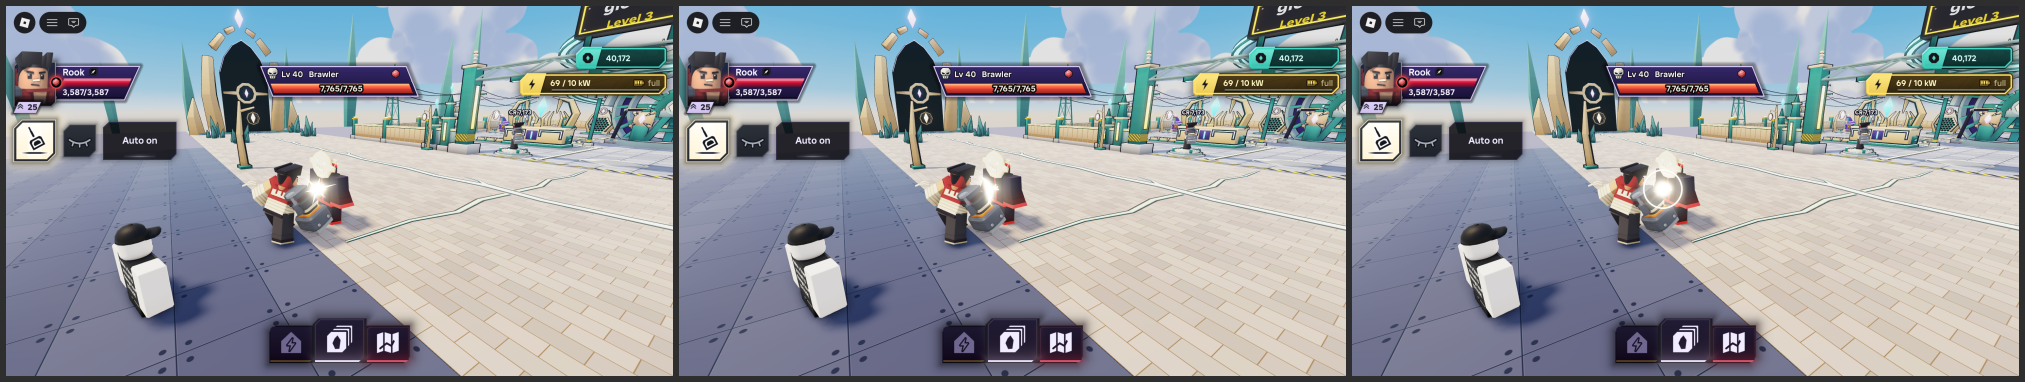 Level 3
40,172
Rook
3,587/3,587
25
Lv 40 Brawler
7,765/7,765
69 / 10 kW
full
Auto on
Level 3
40,172
Rook
3,587/3,587
25
Lv 40 Brawler
7,765/7,765
69 / 10 kW
full
Auto on
Level 3
40,172
Rook
3,587/3,587
25
Lv 40 Brawler
7,765/7,765
69 / 10 kW
full
Auto on